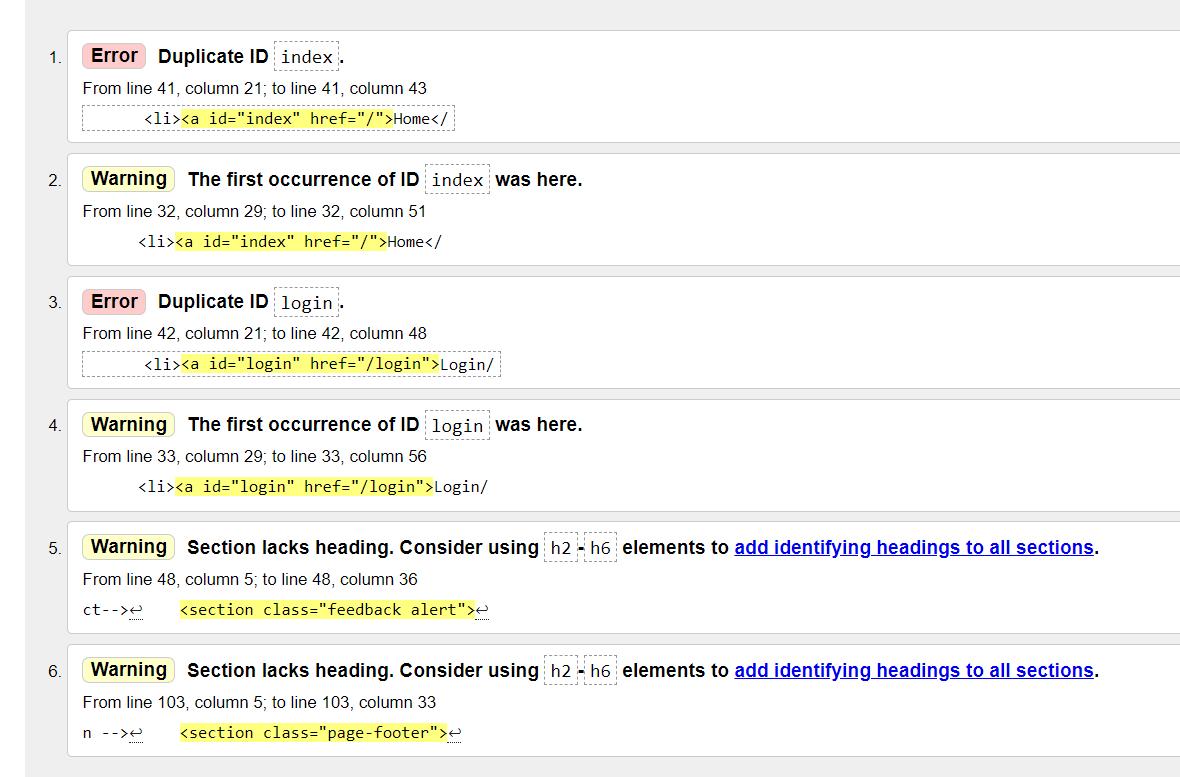 1. Error Duplicate ID index.
From line 41, column 21; to line 41, column 43
<li><a id="index" href="/">Home</
2. Warning The first occurrence of ID index was here.
From line 32, column 29; to line 32, column 51
<li><a id="index" href="/">Home</
3. Error Duplicate ID login.
From line 42, column 21; to line 42, column 48
<li><a id="login" href="/login">Login/
4. Warning The first occurrence of ID login was here.
From line 33, column 29; to line 33, column 56
<li><a id="login" href="/login">Login/
5. Warning Section lacks heading. Consider using h2-h6 elements to add identifying headings to all sections.
From line 48, column 5; to line 48, column 36
ct-->↩ <section class="feedback alert">↩
6. Warning Section lacks heading. Consider using h2-h6 elements to add identifying headings to all sections.
From line 103, column 5; to line 103, column 33
n -->↩ <section class="page-footer">↩